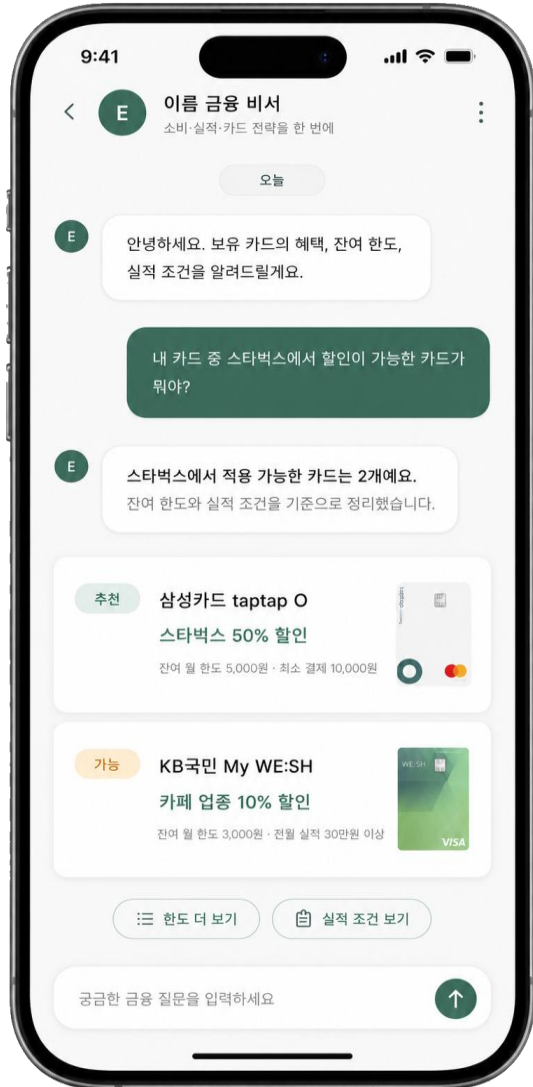 9:41
E
이름 금융 비서
소비·실적·카드 전략을 한 번에
오늘
E
안녕하세요. 보유 카드의 혜택, 잔여 한도,
실적 조건을 알려드릴게요.
내 카드 중 스타벅스에서 할인이 가능한 카드가
뭐야?
E
스타벅스에서 적용 가능한 카드는 2개예요.
잔여 한도와 실적 조건을 기준으로 정리했습니다.
추천
삼성카드 taptap O
스타벅스 50% 할인
잔여 월 한도 5,000원 · 최소 결제 10,000원
taptap
가능
KB국민 My WE:SH
카페 업종 10% 할인
잔여 월 한도 3,000원 · 전월 실적 30만원 이상
WE:SH
VISA
한도 더 보기
실적 조건 보기
궁금한 금융 질문을 입력하세요